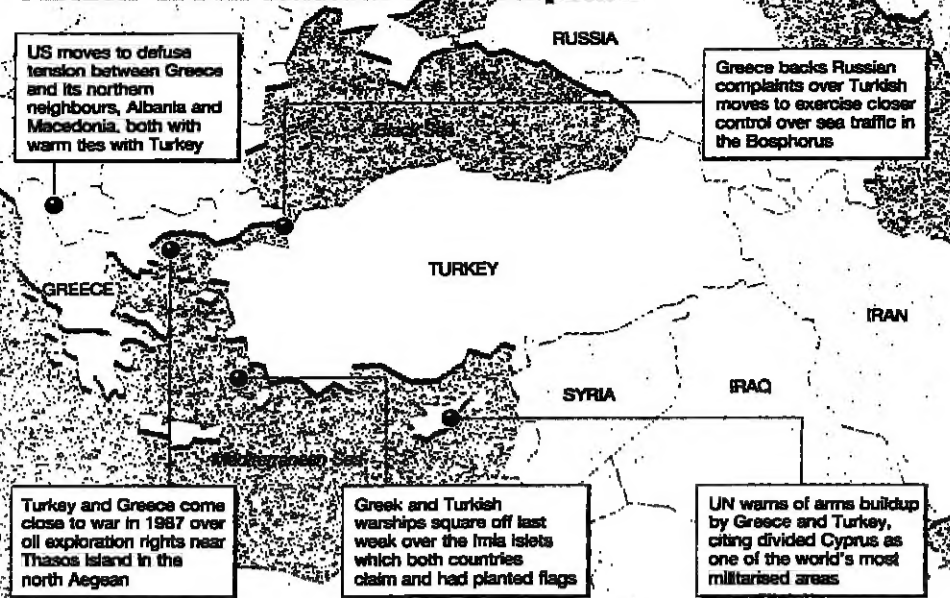 RUSSIA
US moves to defuse
tension between Greece
and its northern
neighbours, Albania and
Macedonia, both with
warm ties with Turkey
Greece backs Russian
complaints over Turkish
moves to exercise closer
control over sea traffic in
the Bosphorus
Black Sea
TURKEY
GREECE
IRAN
SYRIA
IRAQ
Mediterranean Sea
Turkey and Greece come
close to war in 1987 over
oil exploration rights near
Thasos Island in the
north Aegean
Greek and Turkish
warships square off last
week over the Imia islets
which both countries
claim and had planted flags
UN warns of arms buildup
by Greece and Turkey,
citing divided Cyprus as
one of the world's most
militarised areas